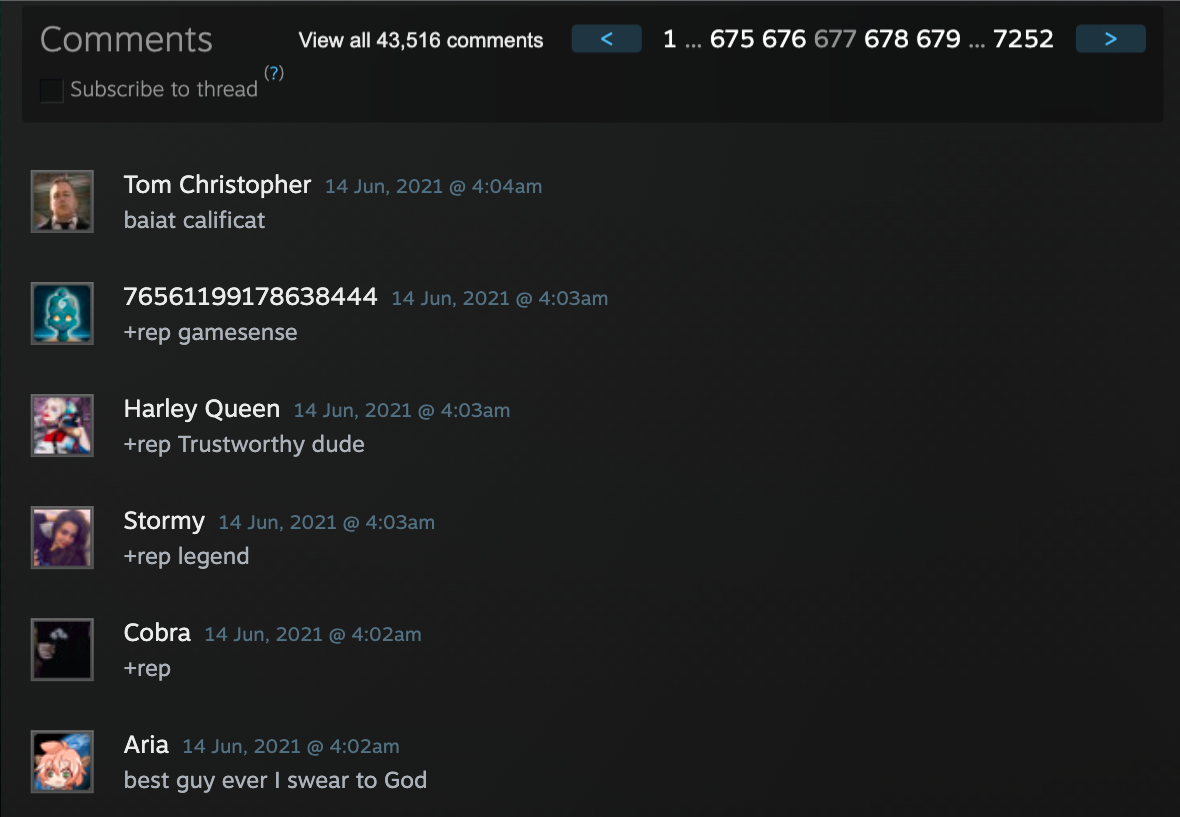 Comments View all 43,516 comments < 1 ... 675 676 677 678 679 ... 7252 >
Subscribe to thread (?)
Tom Christopher 14 Jun, 2021 @ 4:04am
baiat calificat
76561199178638444 14 Jun, 2021 @ 4:03am
+rep gamesense
Harley Queen 14 Jun, 2021 @ 4:03am
+rep Trustworthy dude
Stormy 14 Jun, 2021 @ 4:03am
+rep legend
Cobra 14 Jun, 2021 @ 4:02am
+rep
Aria 14 Jun, 2021 @ 4:02am
best guy ever I swear to God